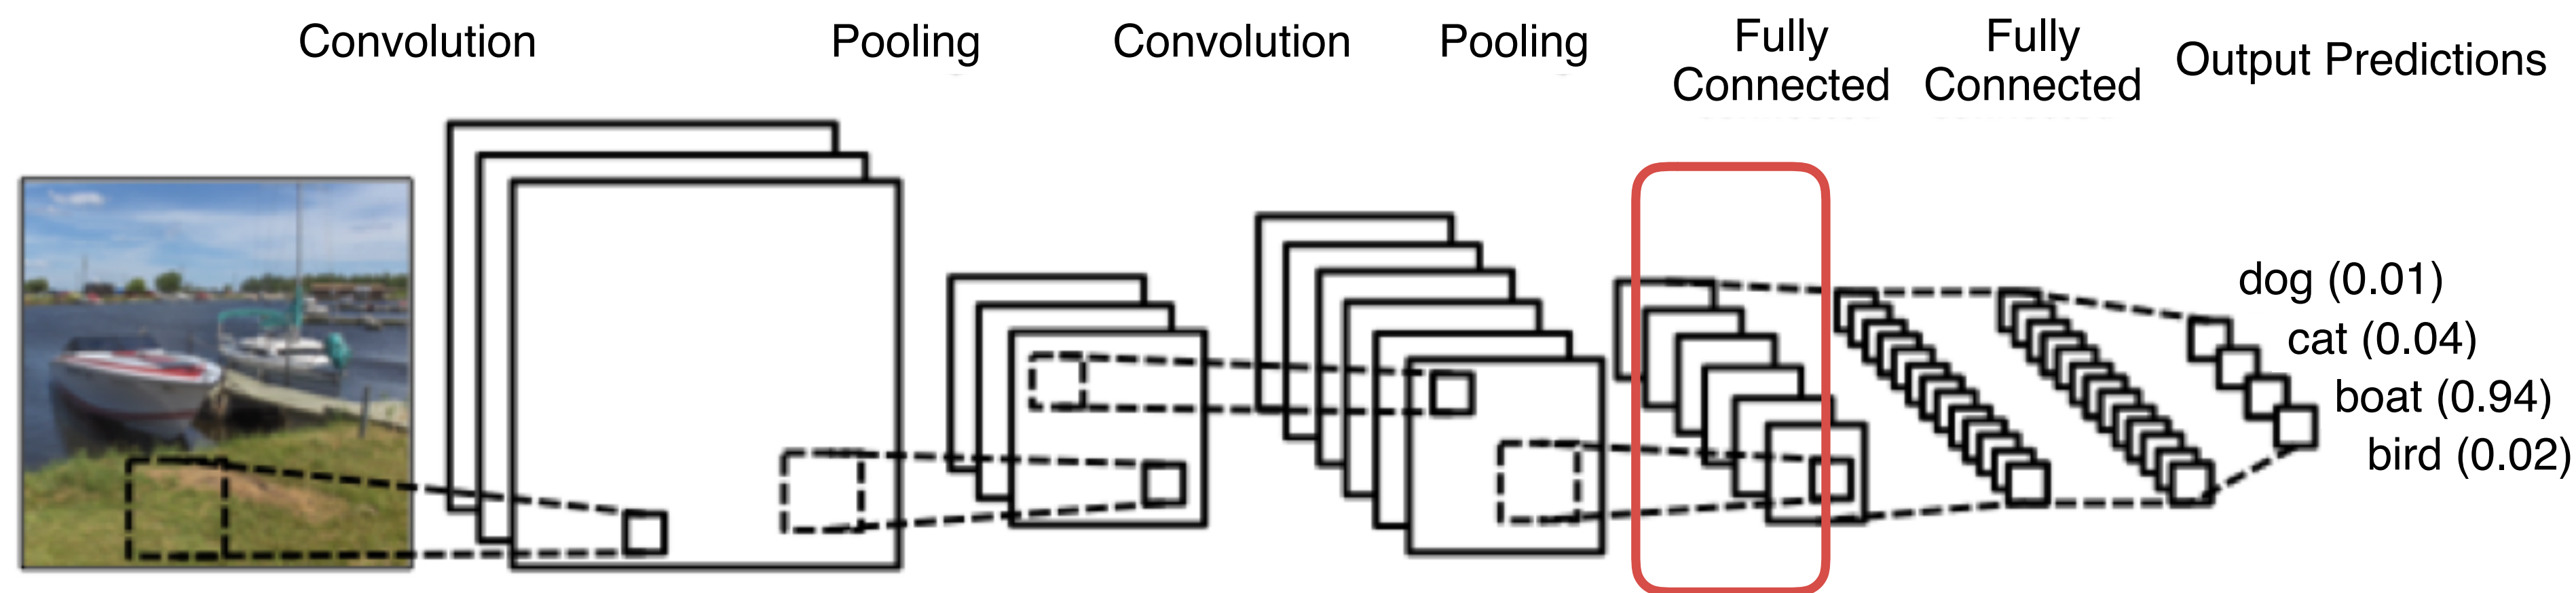 Convolution
Pooling
Convolution
Pooling
Fully
Connected
Fully
Connected
Output Predictions
dog (0.01)
cat (0.04)
boat (0.94)
bird (0.02)